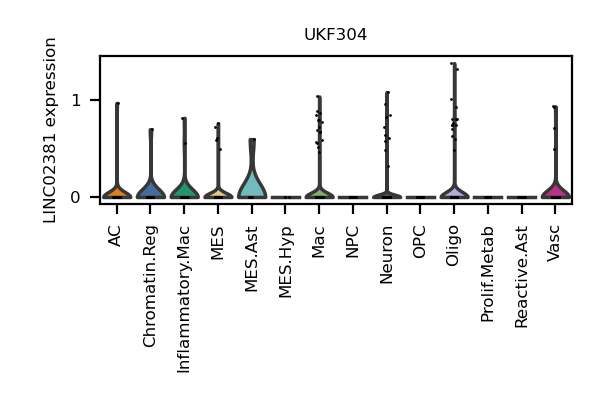 UKF304
LINC02381 expression
1
0
AC
Chromatin.Reg
Inflammatory.Mac
MES
MES.Ast
MES.Hyp
Mac
NPC
Neuron
OPC
Oligo
Prolif.Metab
Reactive.Ast
Vasc